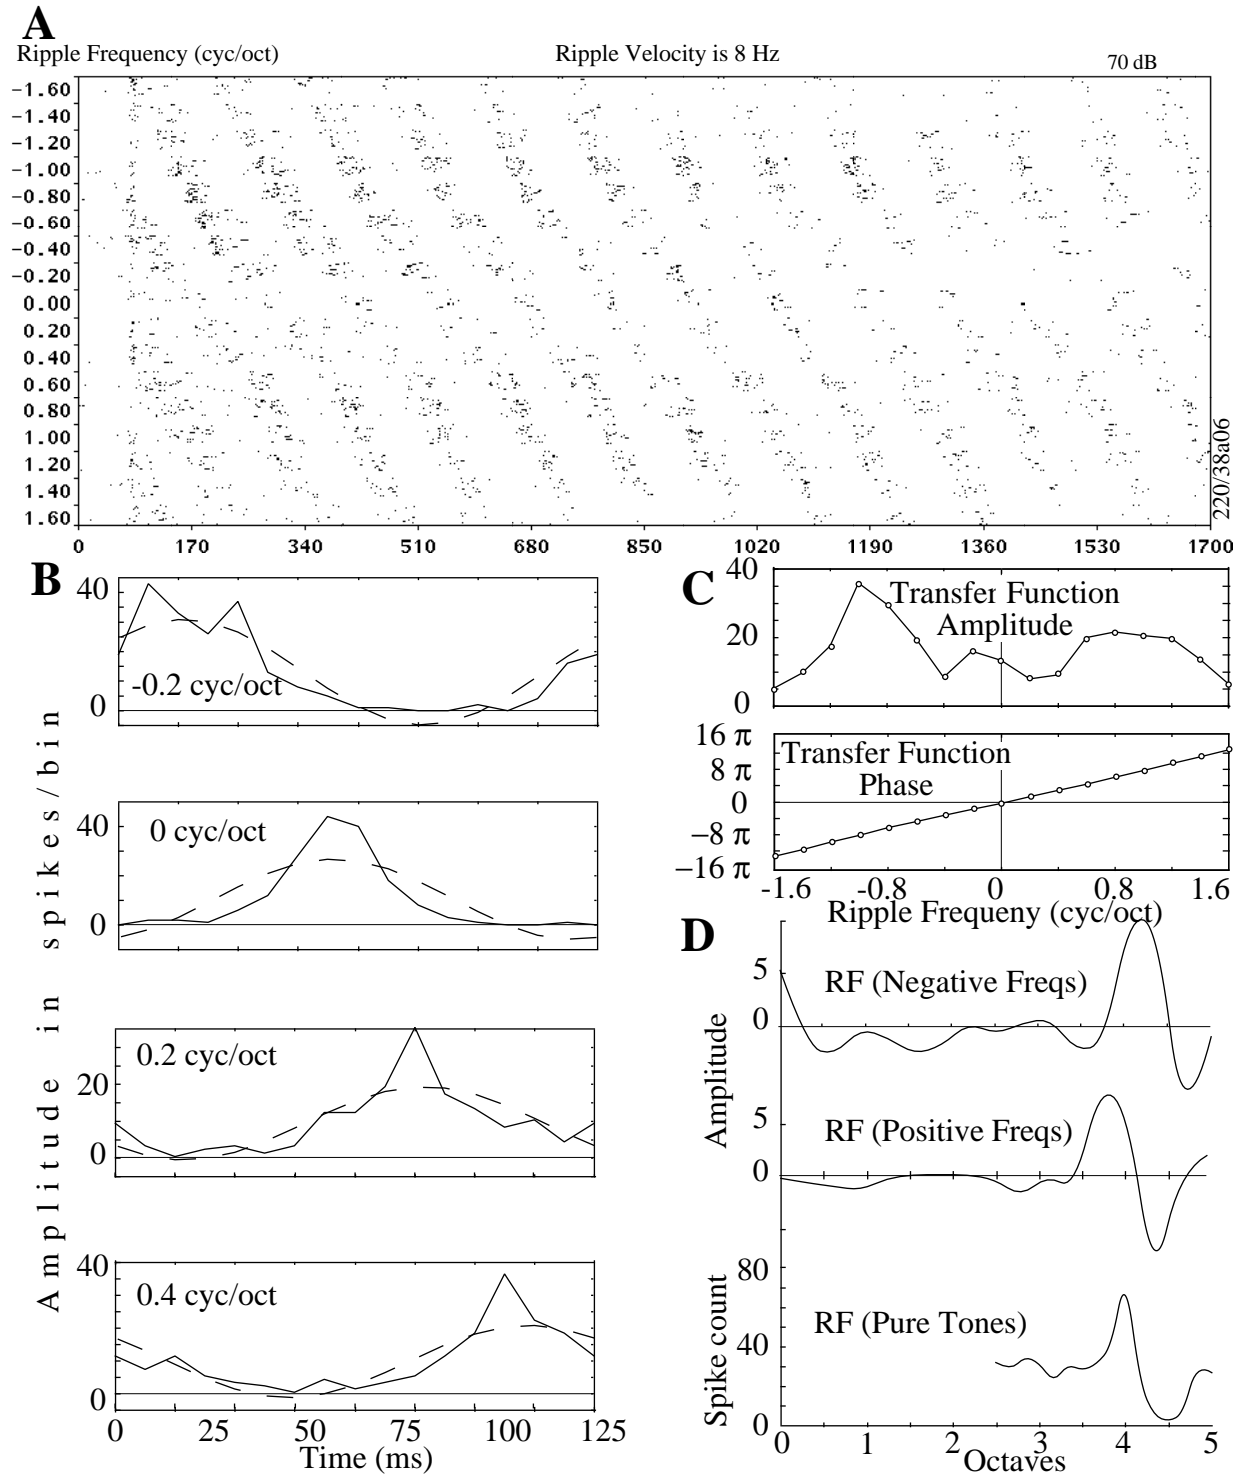 A
Ripple Frequency (cyc/oct) Ripple Velocity is 8 Hz 70 dB
−1.60
−1.40
−1.20
−1.00
−0.80
−0.60
−0.40
−0.20
0.00
0.20
0.40
0.60
0.80
1.00
1.20
1.40
1.60
220/38a06
0 170 340 510 680 850 1020 1190 1360 1530 1700
B
Amplitude in spikes/bin
40
0
-0.2 cyc/oct
40
0
0 cyc/oct
20
0
0.2 cyc/oct
40
0
0.4 cyc/oct
0 25 50 75 100 125
Time (ms)
C
40
20
0
Transfer Function
Amplitude
16 π
8 π
0
−8 π
−16 π
Transfer Function
Phase
-1.6 -0.8 0 0.8 1.6
Ripple Frequeny (cyc/oct)
D
Amplitude
5
0
RF (Negative Freqs)
5
0
RF (Positive Freqs)
Spike count
80
40
0
RF (Pure Tones)
0 1 2 3 4 5
Octaves